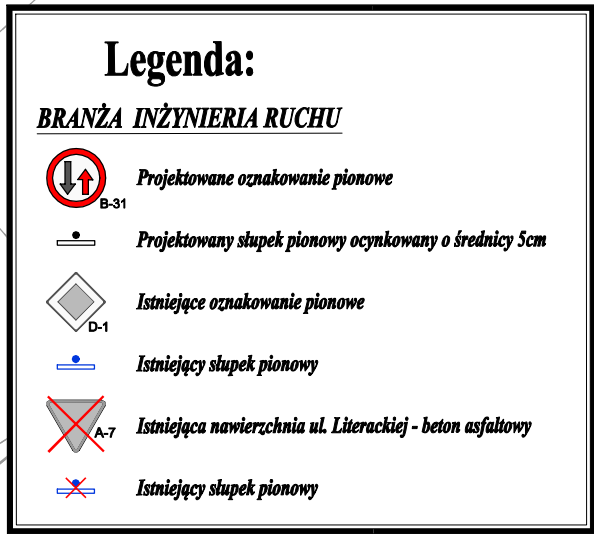 Legenda:
BRANŻA INŻYNIERIA RUCHU
Projektowane oznakowanie pionowe
B-31
Projektowany słupek pionowy ocynkowany o średnicy 5cm
Istniejące oznakowanie pionowe
D-1
Istniejący słupek pionowy
A-7
Istniejąca nawierzchnia ul. Literackiej - beton asfaltowy
Istniejący słupek pionowy